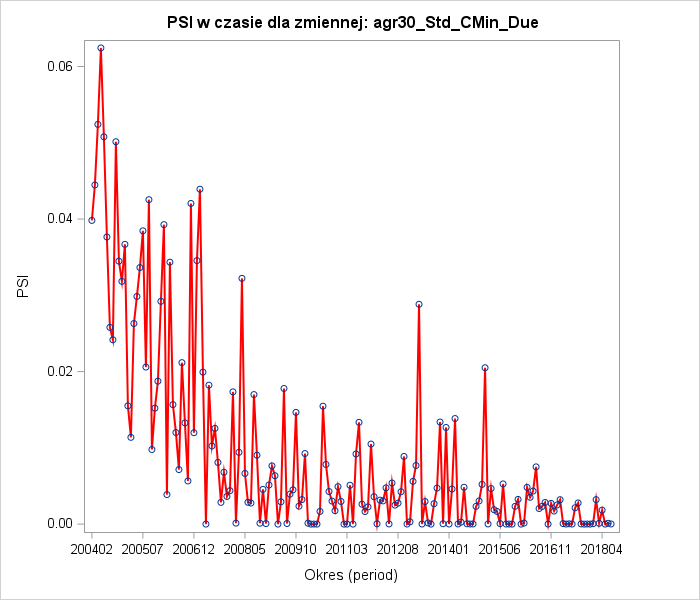 PSI w czasie dla zmiennej: agr30_Std_CMin_Due
0.06
0.04
0.02
0.00
PSI
200402 200507 200612 200805 200910 201103 201208 201401 201506 201611 201804
Okres (period)